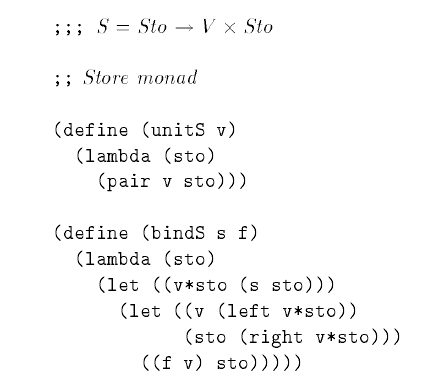 ;;; S = Sto → V × Sto
;; Store monad
(define (unitS v)
(lambda (sto)
(pair v sto)))
(define (bindS s f)
(lambda (sto)
(let ((v*sto (s sto)))
(let ((v (left v*sto))
(sto (right v*sto)))
((f v) sto)))))